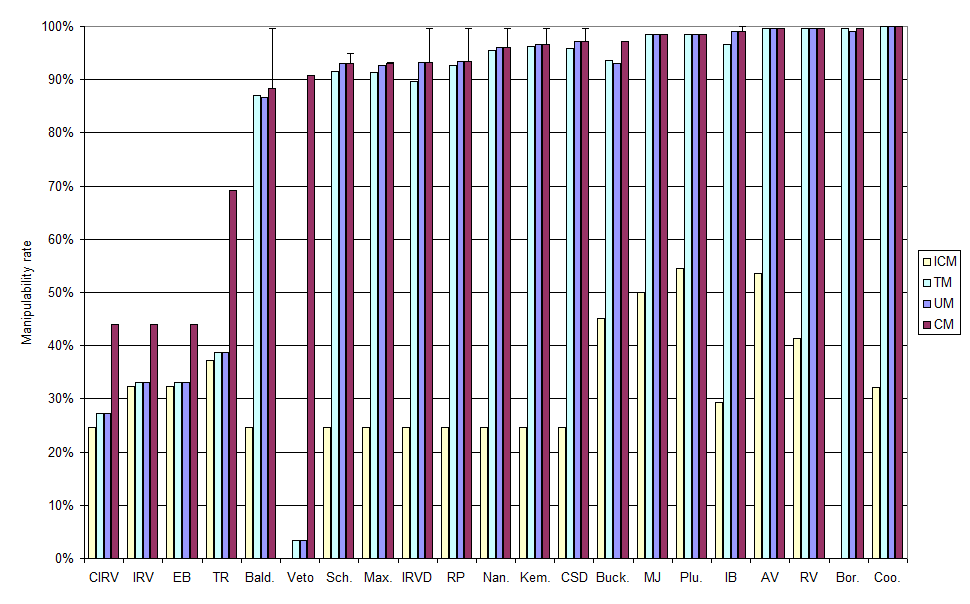 100%
90%
80%
70%
60%
50%
40%
30%
20%
10%
0%
Manipulability rate
CIRV IRV EB TR Bald. Veto Sch. Max. IRVD RP Nan. Kem. CSD Buck. MJ Plu. IB AV RV Bor. Coo.
ICM
TM
UM
CM